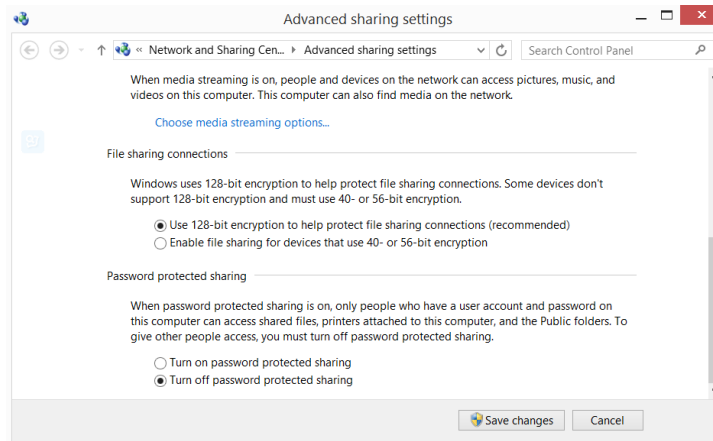 Advanced sharing settings
« Network and Sharing Cen... Advanced sharing settings Search Control Panel
When media streaming is on, people and devices on the network can access pictures, music, and
videos on this computer. This computer can also find media on the network.
Choose media streaming options...
File sharing connections
Windows uses 128-bit encryption to help protect file sharing connections. Some devices don't
support 128-bit encryption and must use 40- or 56-bit encryption.
Use 128-bit encryption to help protect file sharing connections (recommended)
Enable file sharing for devices that use 40- or 56-bit encryption
Password protected sharing
When password protected sharing is on, only people who have a user account and password on
this computer can access shared files, printers attached to this computer, and the Public folders. To
give other people access, you must turn off password protected sharing.
Turn on password protected sharing
Turn off password protected sharing
Save changes Cancel